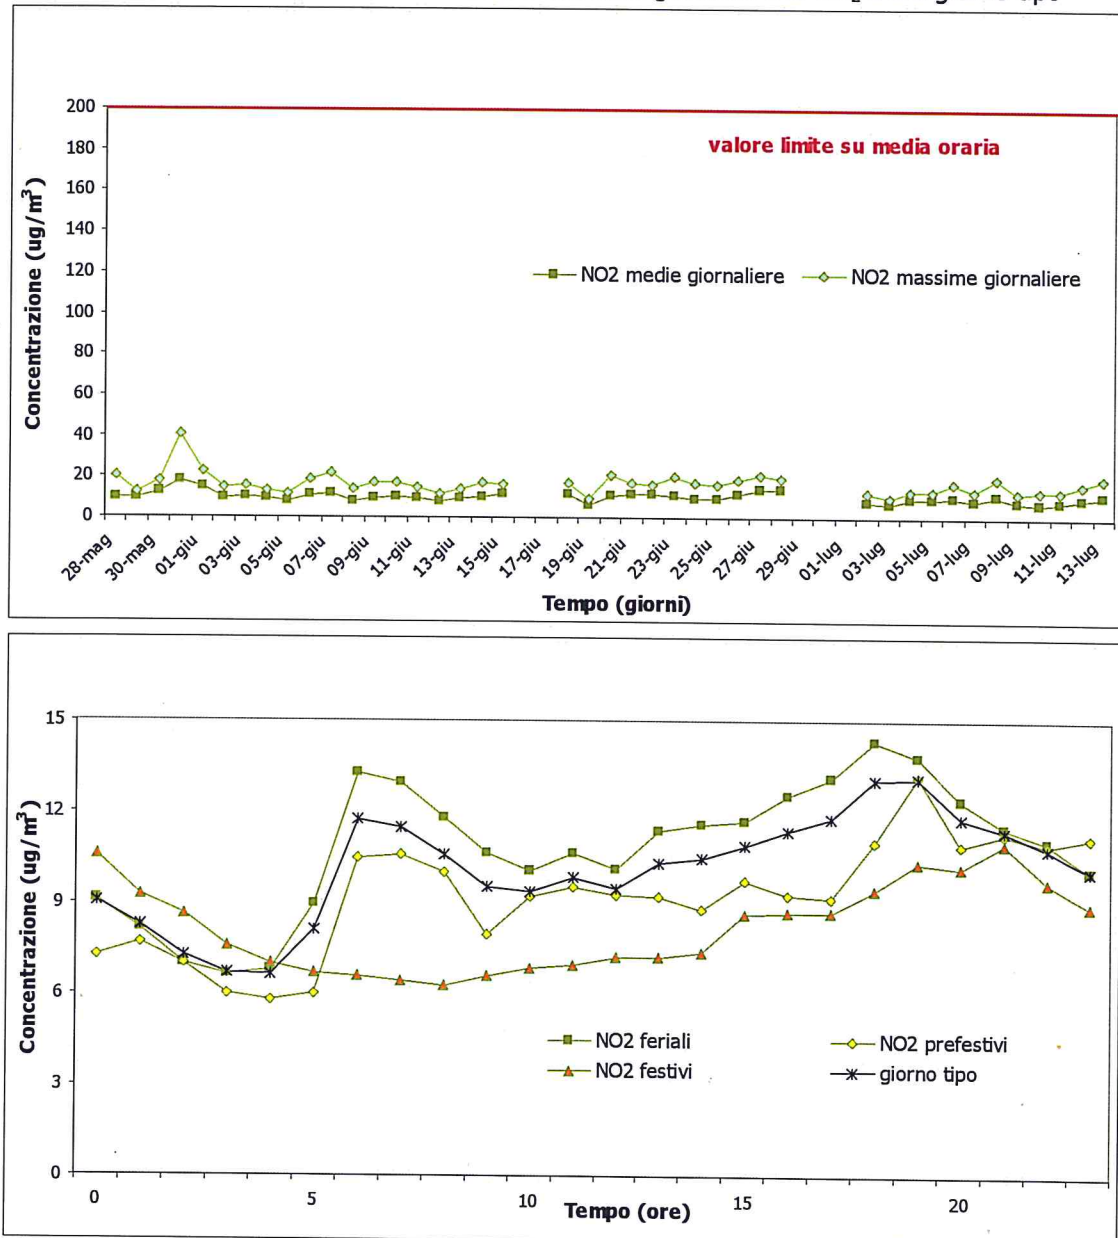 200
180
160
140
120
100
80
60
40
20
0
Concentrazione (ug/m³)
valore limite su media oraria
NO2 medie giornaliere
NO2 massime giornaliere
28-mag
30-mag
01-giu
03-giu
05-giu
07-giu
09-giu
11-giu
13-giu
15-giu
17-giu
19-giu
21-giu
23-giu
25-giu
27-giu
29-giu
01-lug
03-lug
05-lug
07-lug
09-lug
11-lug
13-lug
Tempo (giorni)
15
12
9
6
3
0
Concentrazione (ug/m³)
NO2 feriali
NO2 prefestivi
NO2 festivi
giorno tipo
0
5
10
15
20
Tempo (ore)